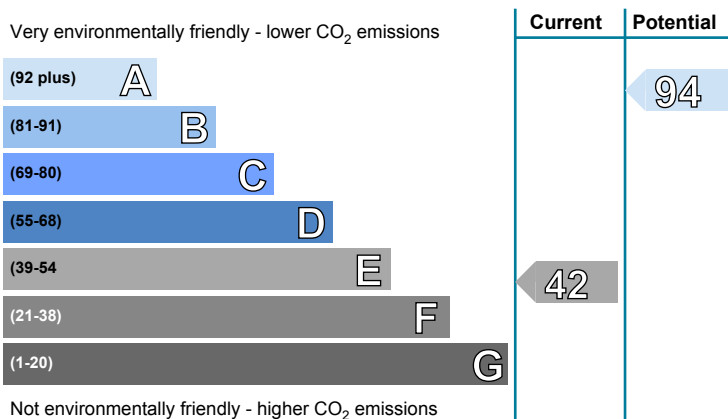 Very environmentally friendly - lower CO2 emissions
Current
Potential
(92 plus) A
94
(81-91) B
(69-80) C
(55-68) D
(39-54 E
42
(21-38) F
(1-20) G
Not environmentally friendly - higher CO2 emissions